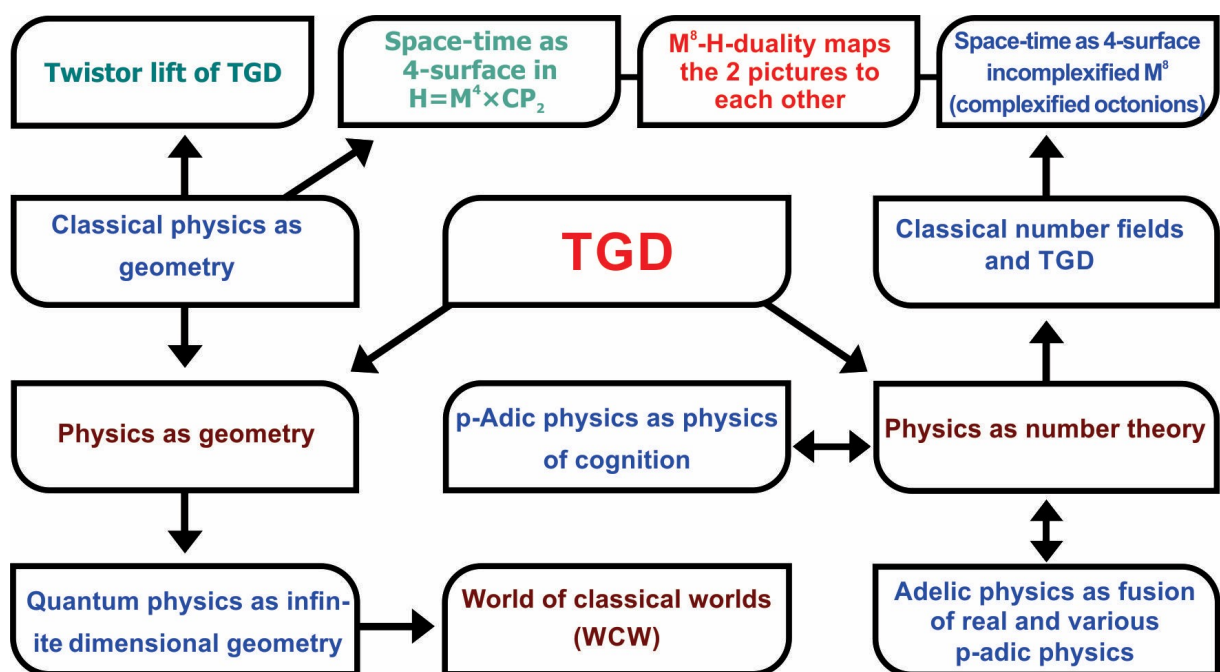 Twistor lift of TGD
Space-time as
4-surface in
H=M⁴×CP₂
M⁸-H-duality maps
the 2 pictures to
each other
Space-time as 4-surface
incomplexified M⁸
(complexified octonions)
Classical physics as
geometry
TGD
Classical number fields
and TGD
Physics as geometry
p-Adic physics as physics
of cognition
Physics as number theory
Quantum physics as infin-
ite dimensional geometry
World of classical worlds
(WCW)
Adelic physics as fusion
of real and various
p-adic physics